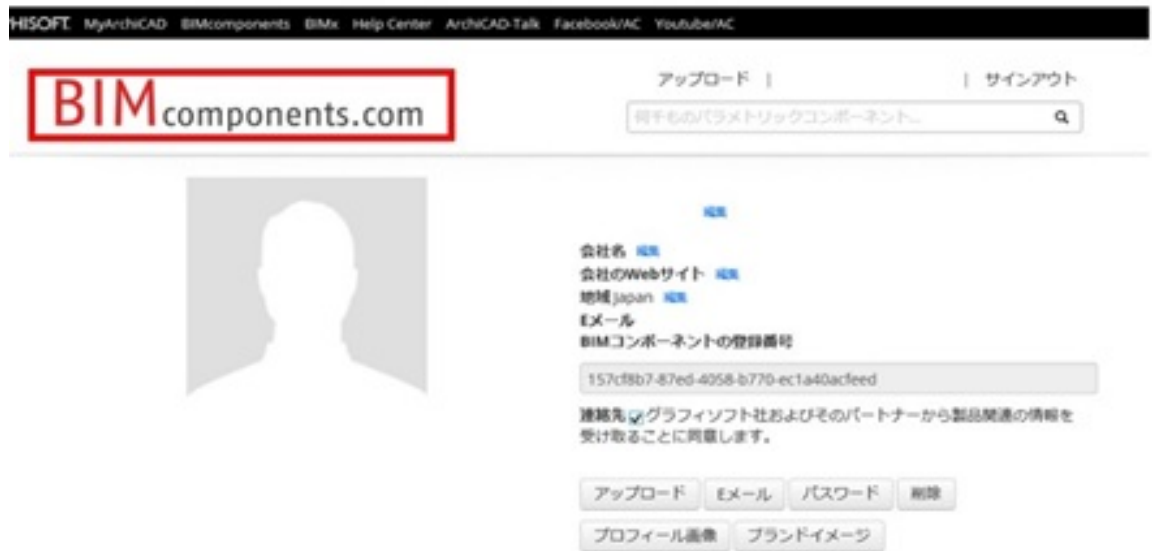 HISOFT. MyArchiCAD BIMcomponents BIMx Help Center ArchiCAD-Talk Facebook/AC Youtube/AC
BIMcomponents.com
アップロード | | サインアウト
何千ものパラメトリックコンポーネント...
編集
会社名 編集
会社のWebサイト 編集
地域 Japan 編集
Eメール
BIMコンポーネントの登録番号
157cf8b7-87ed-4058-b770-ec1a40acfeed
連絡先 グラフィソフト社およびそのパートナーから製品関連の情報を
受け取ることに同意します。
アップロード Eメール パスワード 削除
プロフィール画像 ブランドイメージ